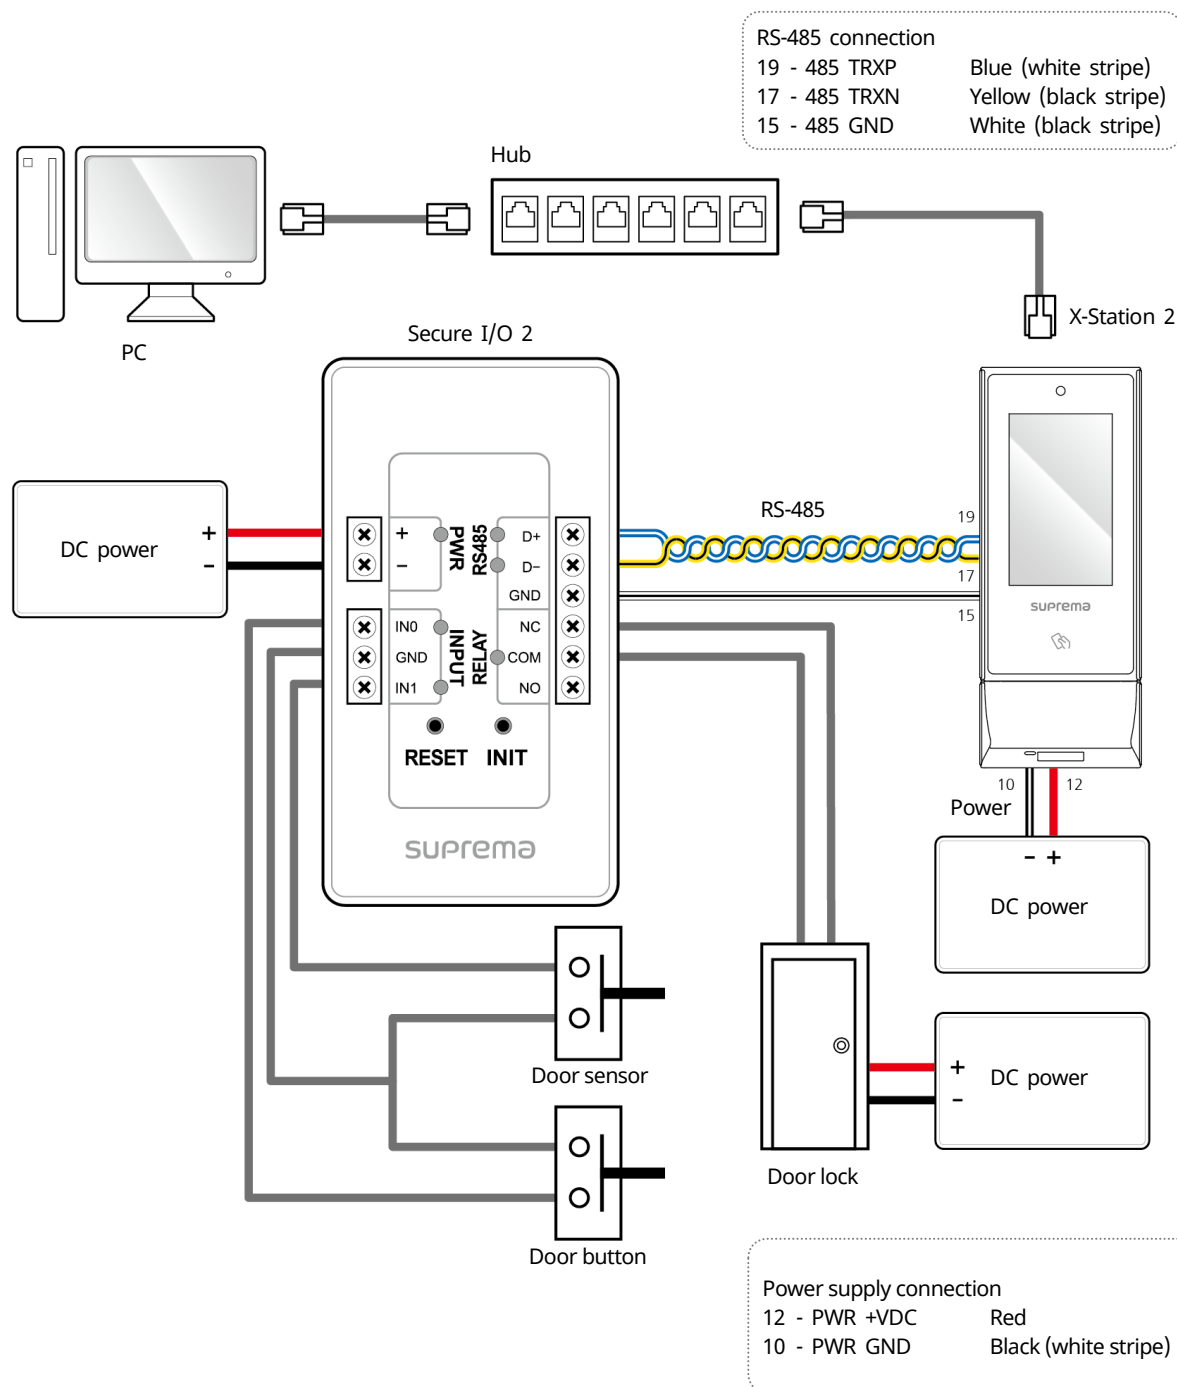 RS-485 connection
19 - 485 TRXP Blue (white stripe)
17 - 485 TRXN Yellow (black stripe)
15 - 485 GND White (black stripe)
Hub
X-Station 2
PC
Secure I/O 2
DC power
+
−
+
−
PWR
RS485
D+
D−
GND
IN0
GND
IN1
INPUT
RELAY
NC
COM
NO
RESET INIT
suprema
RS-485
19
17
15
suprema
10
12
Power
− +
DC power
Door sensor
+
−
DC power
Door lock
Door button
Power supply connection
12 - PWR +VDC Red
10 - PWR GND Black (white stripe)